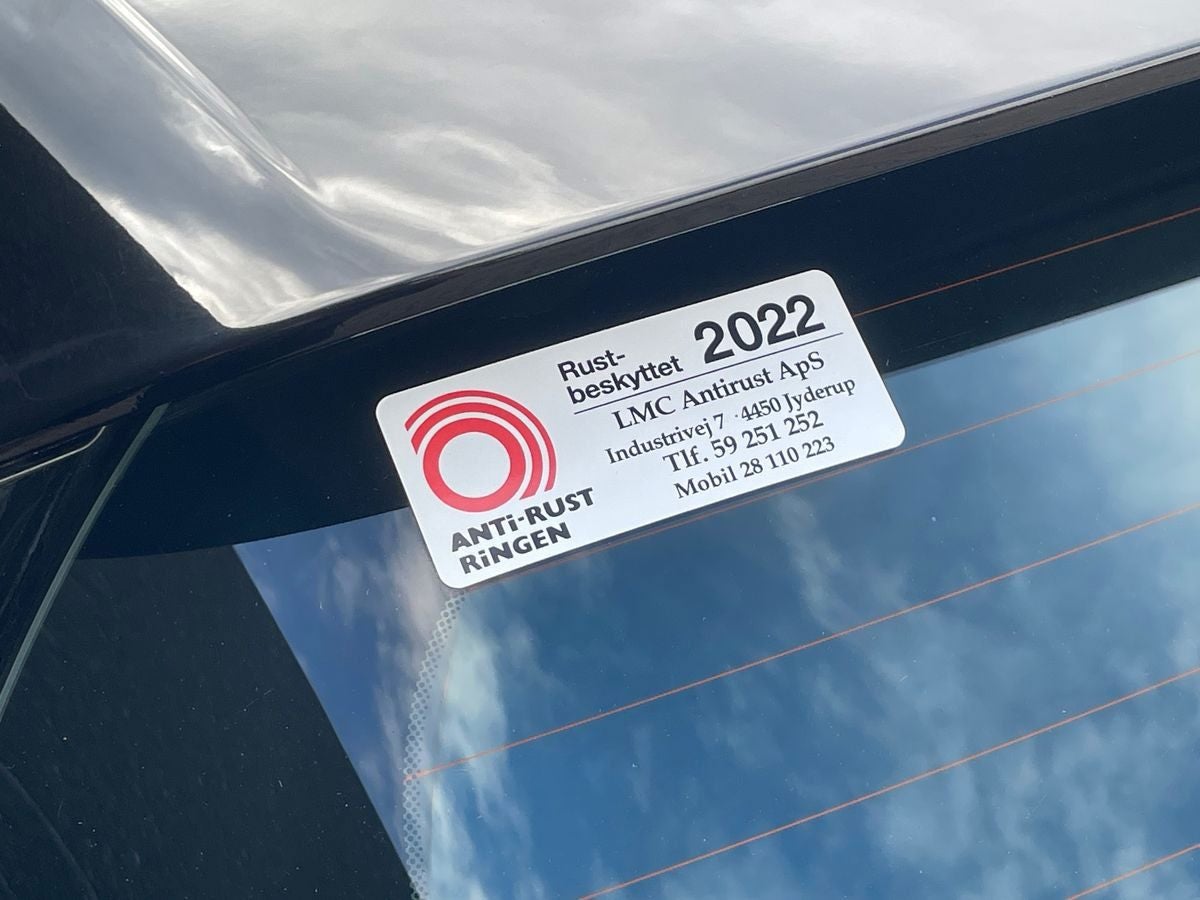 Rust-
beskyttet 2022
LMC Antirust ApS
Industrivej 7 · 4450 Jyderup
Tlf. 59 251 252
Mobil 28 110 223
ANTi-RUST
RiNGEN